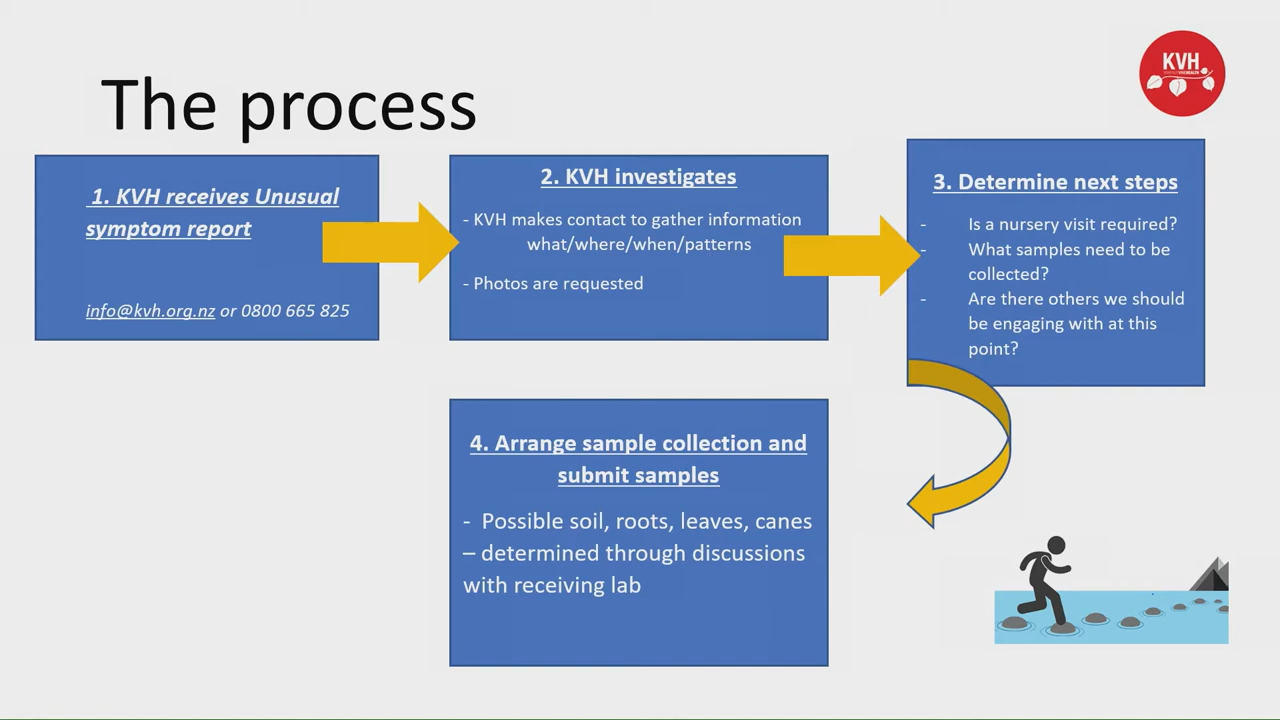 The process
KVH
KIWIFRUIT VINE HEALTH
1. KVH receives Unusual
symptom report
info@kvh.org.nz or 0800 665 825
2. KVH investigates
- KVH makes contact to gather information
what/where/when/patterns
- Photos are requested
3. Determine next steps
- Is a nursery visit required?
- What samples need to be
collected?
- Are there others we should
be engaging with at this
point?
4. Arrange sample collection and
submit samples
- Possible soil, roots, leaves, canes
– determined through discussions
with receiving lab